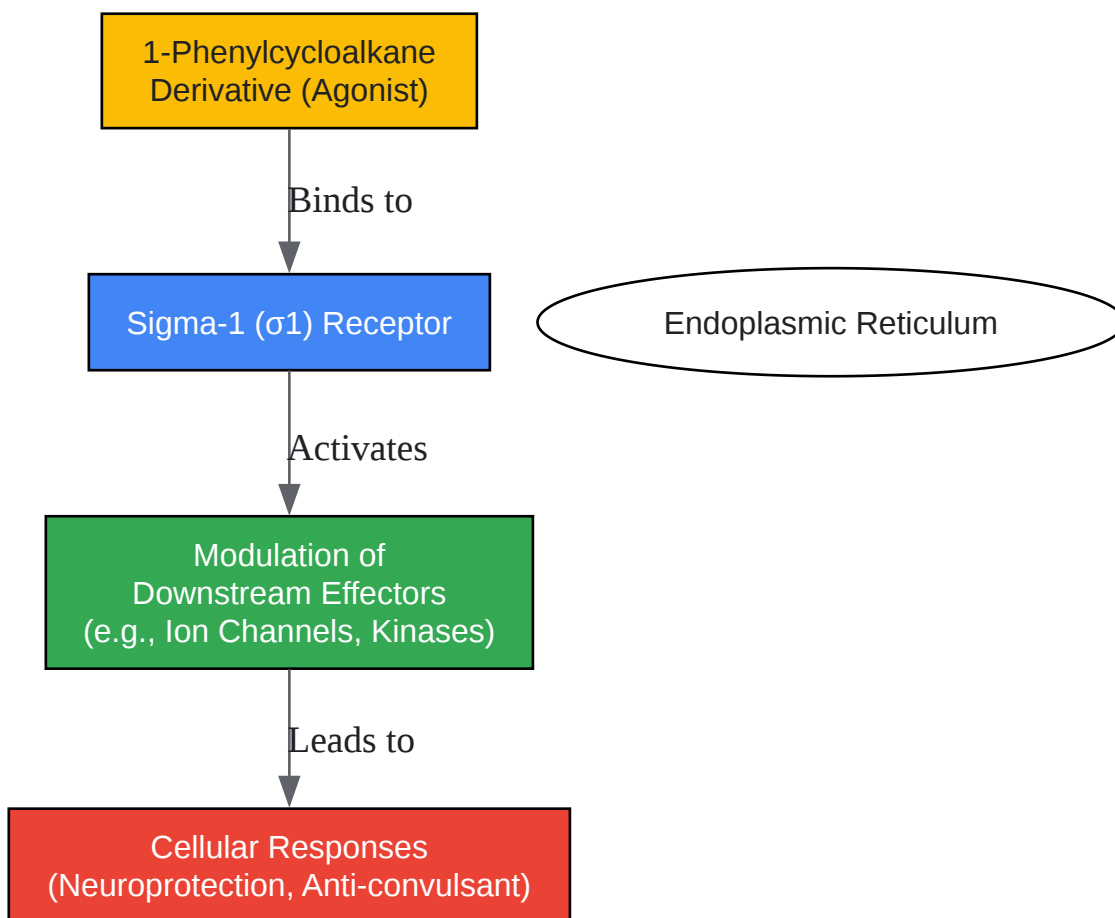 1-Phenylcycloalkane
Derivative (Agonist)
Binds to
Sigma-1 (σ1) Receptor
Endoplasmic Reticulum
Activates
Modulation of
Downstream Effectors
(e.g., Ion Channels, Kinases)
Leads to
Cellular Responses
(Neuroprotection, Anti-convulsant)